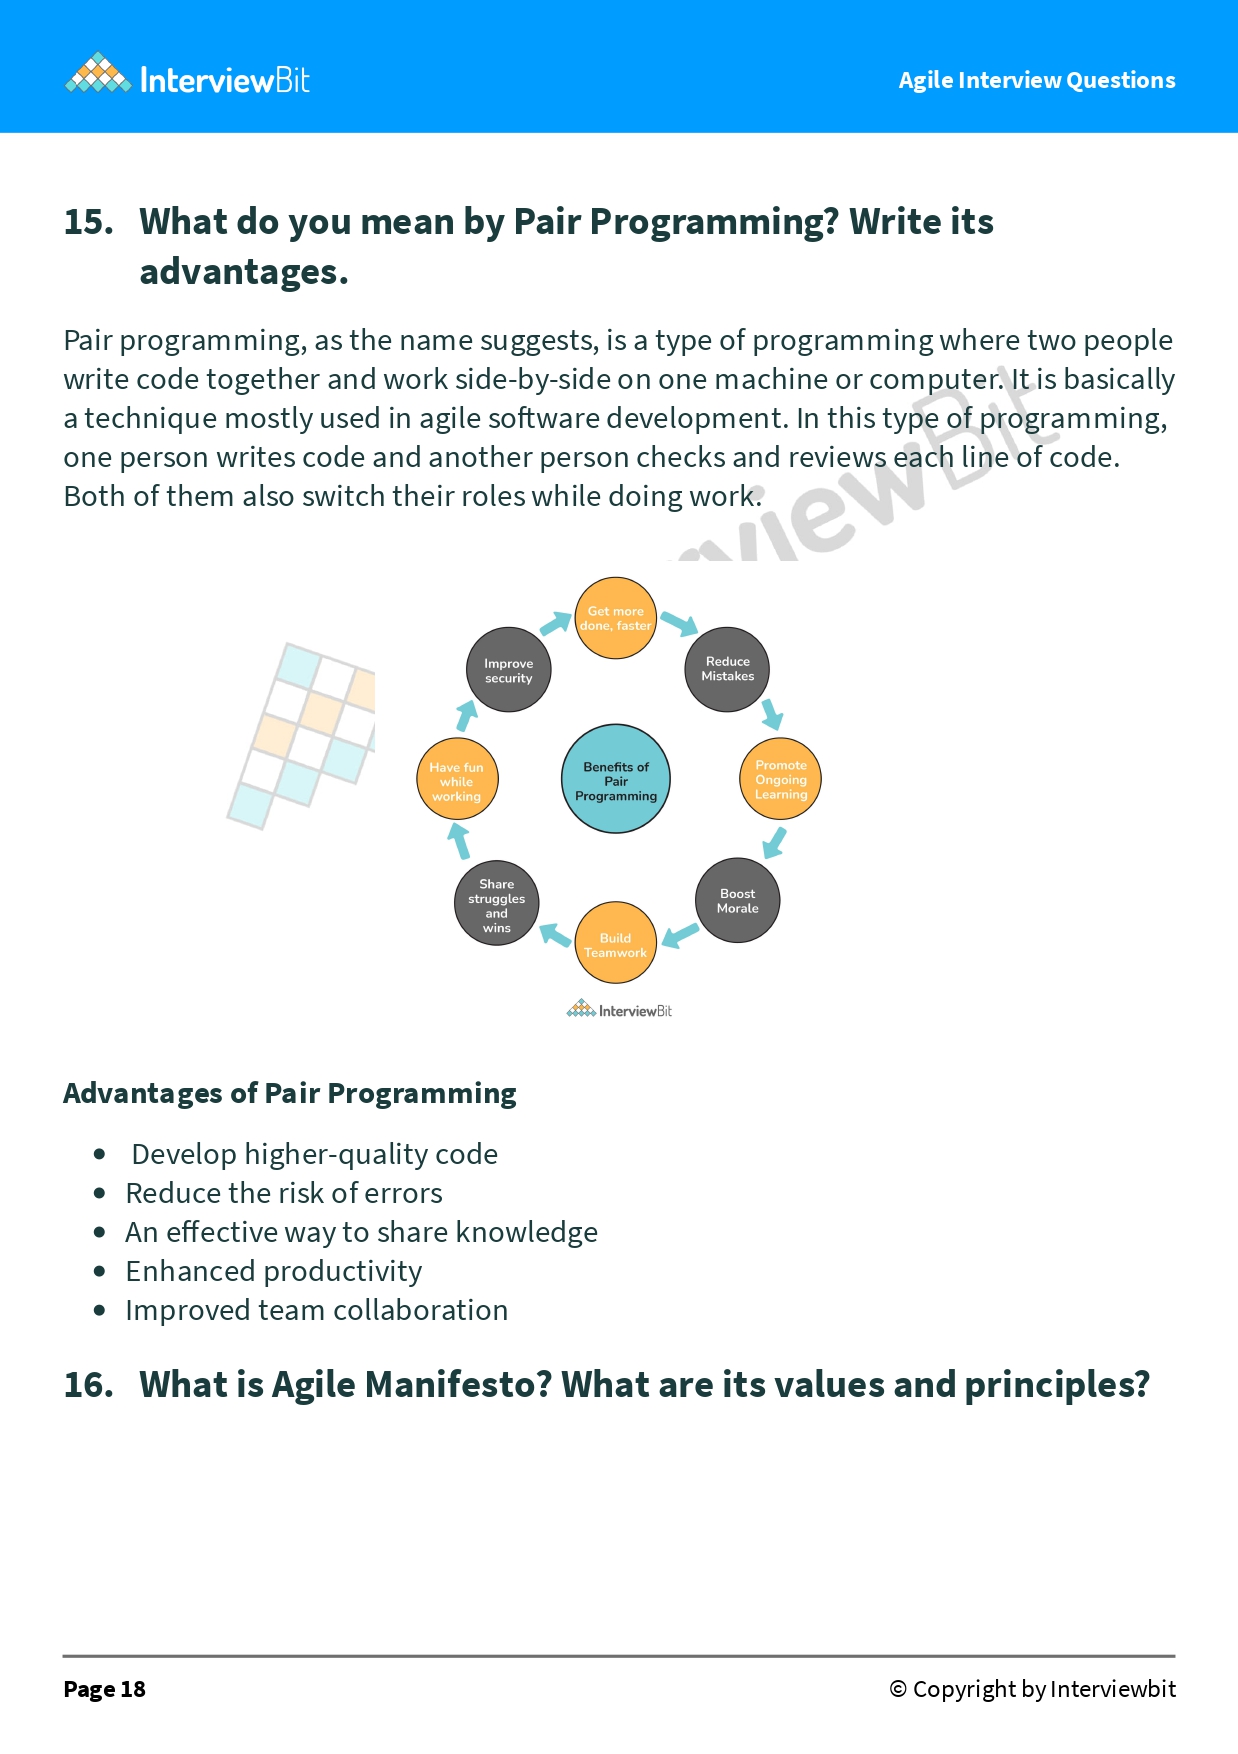 InterviewBit
Agile Interview Questions
15. What do you mean by Pair Programming? Write its
advantages.
Pair programming, as the name suggests, is a type of programming where two people
write code together and work side-by-side on one machine or computer. It is basically
a technique mostly used in agile software development. In this type of programming,
one person writes code and another person checks and reviews each line of code.
Both of them also switch their roles while doing work.
rviewBit
Get more
done, faster
Reduce
Mistakes
Promote
Ongoing
Learning
Boost
Morale
Build
Teamwork
Share
struggles
and
wins
Have fun
while
working
Improve
security
Benefits of
Pair
Programming
InterviewBit
Advantages of Pair Programming
• Develop higher-quality code
• Reduce the risk of errors
• An effective way to share knowledge
• Enhanced productivity
• Improved team collaboration
16. What is Agile Manifesto? What are its values and principles?
Page 18
© Copyright by Interviewbit